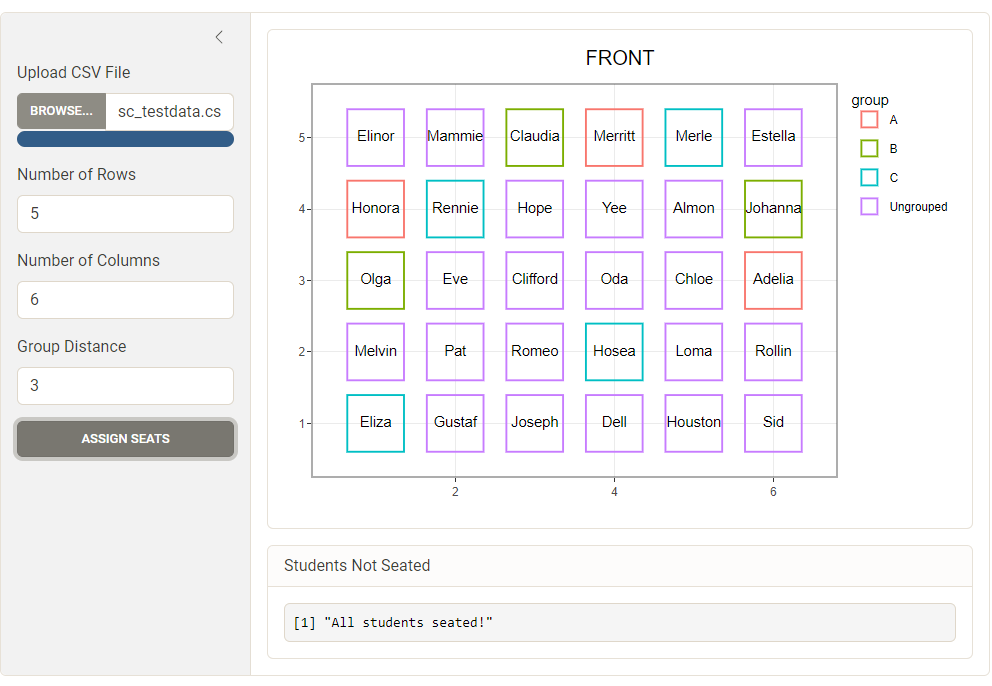 Upload CSV File
BROWSE... sc_testdata.cs
Number of Rows
5
Number of Columns
6
Group Distance
3
ASSIGN SEATS
FRONT
5 Elinor Mammie Claudia Merritt Merle Estella
4 Honora Rennie Hope Yee Almon Johanna
3 Olga Eve Clifford Oda Chloe Adelia
2 Melvin Pat Romeo Hosea Loma Rollin
1 Eliza Gustaf Joseph Dell Houston Sid
2 4 6
group
A
B
C
Ungrouped
Students Not Seated
[1] "All students seated!"